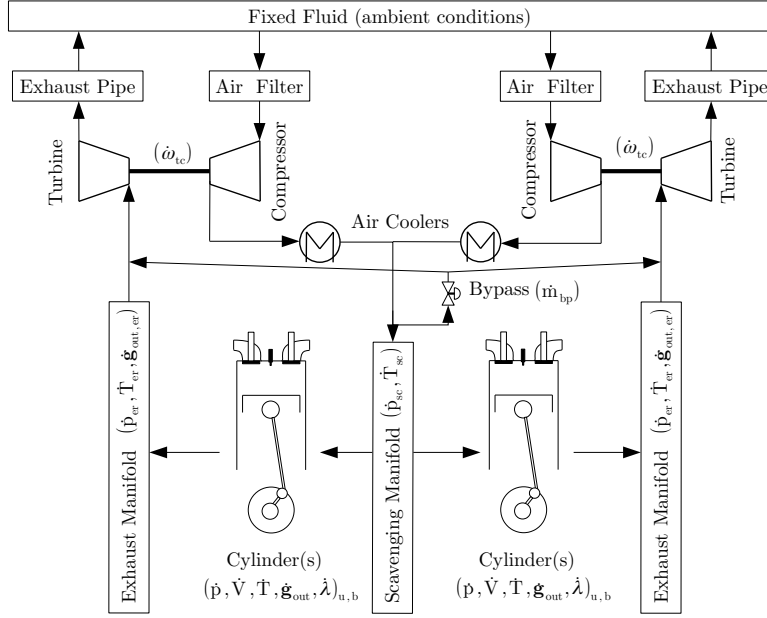 Fixed Fluid (ambient conditions)
Exhaust Pipe
Air Filter
Air Filter
Exhaust Pipe
Turbine
(ω̇tc)
Compressor
Compressor
(ω̇tc)
Turbine
Air Coolers
Bypass (ṁbp)
Exhaust Manifold (ṗer, Ṫer, ġout,er)
Scavenging Manifold (ṗsc, Ṫsc)
Exhaust Manifold (ṗer, Ṫer, ġout,er)
Cylinder(s)
(ṗ, V̇, Ṫ, ġout, λ̇)u,b
Cylinder(s)
(ṗ, V̇, Ṫ, ġout, λ̇)u,b